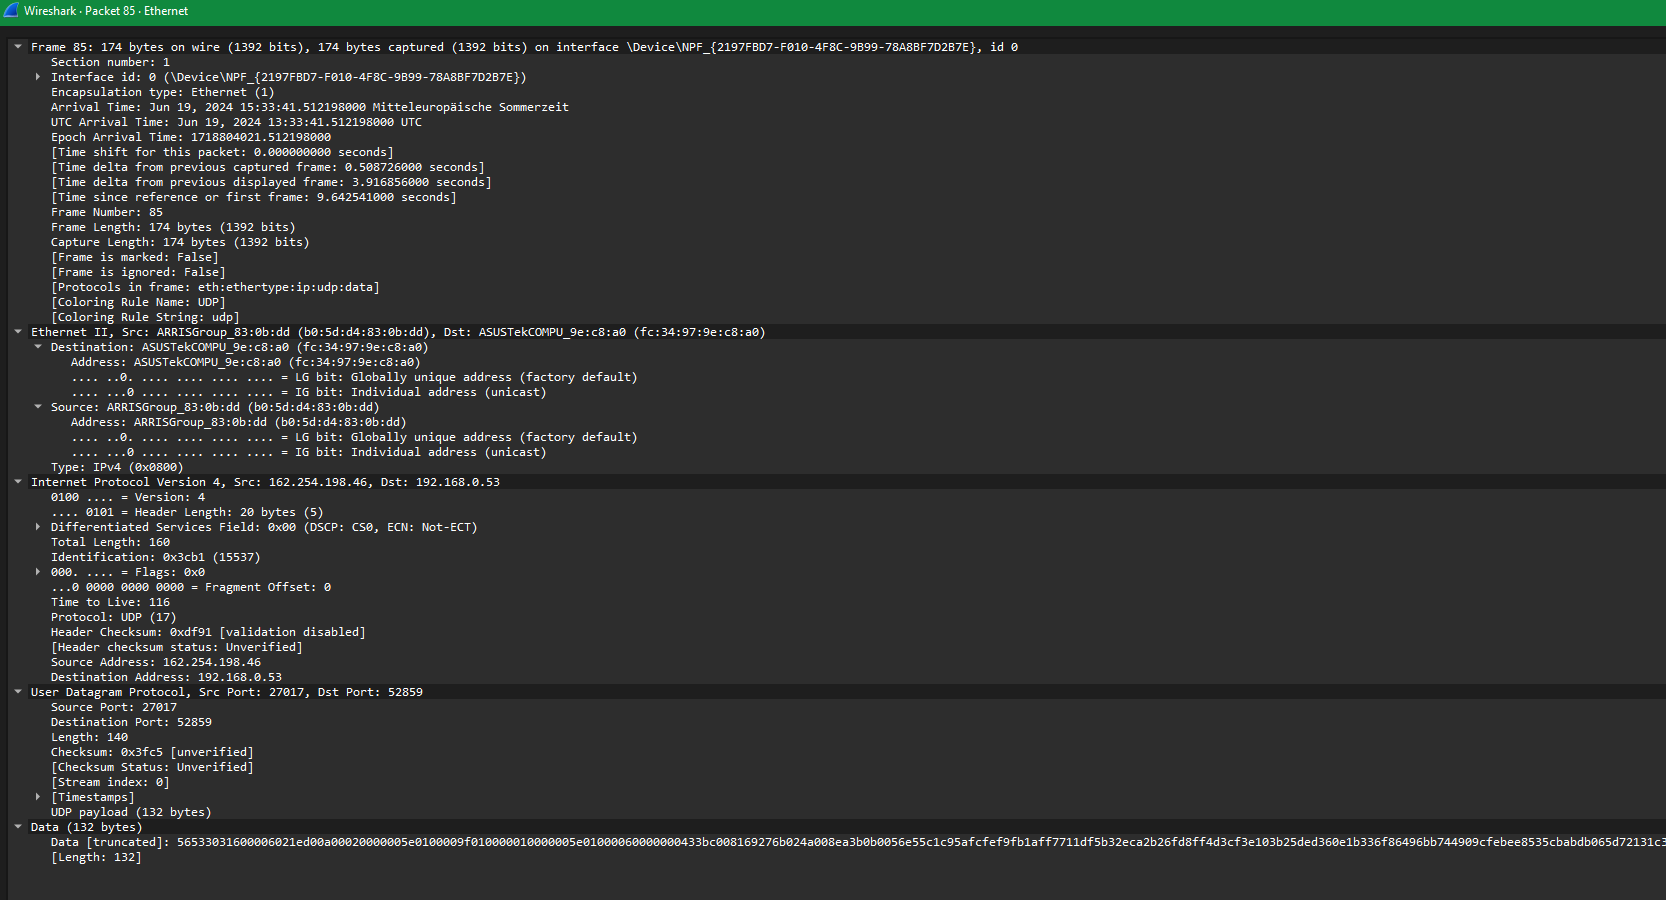 Wireshark · Packet 85 · Ethernet
Frame 85: 174 bytes on wire (1392 bits), 174 bytes captured (1392 bits) on interface \Device\NPF_{2197FBD7-F010-4F8C-9B99-78A8BF7D2B7E}, id 0
Section number: 1
Interface id: 0 (\Device\NPF_{2197FBD7-F010-4F8C-9B99-78A8BF7D2B7E})
Encapsulation type: Ethernet (1)
Arrival Time: Jun 19, 2024 15:33:41.512198000 Mitteleuropäische Sommerzeit
UTC Arrival Time: Jun 19, 2024 13:33:41.512198000 UTC
Epoch Arrival Time: 1718804021.512198000
[Time shift for this packet: 0.000000000 seconds]
[Time delta from previous captured frame: 0.508726000 seconds]
[Time delta from previous displayed frame: 3.916856000 seconds]
[Time since reference or first frame: 9.642541000 seconds]
Frame Number: 85
Frame Length: 174 bytes (1392 bits)
Capture Length: 174 bytes (1392 bits)
[Frame is marked: False]
[Frame is ignored: False]
[Protocols in frame: eth:ethertype:ip:udp:data]
[Coloring Rule Name: UDP]
[Coloring Rule String: udp]
Ethernet II, Src: ARRISGroup_83:0b:dd (b0:5d:d4:83:0b:dd), Dst: ASUSTekCOMPU_9e:c8:a0 (fc:34:97:9e:c8:a0)
Destination: ASUSTekCOMPU_9e:c8:a0 (fc:34:97:9e:c8:a0)
Address: ASUSTekCOMPU_9e:c8:a0 (fc:34:97:9e:c8:a0)
.... ..0. .... .... .... .... = LG bit: Globally unique address (factory default)
.... ...0 .... .... .... .... = IG bit: Individual address (unicast)
Source: ARRISGroup_83:0b:dd (b0:5d:d4:83:0b:dd)
Address: ARRISGroup_83:0b:dd (b0:5d:d4:83:0b:dd)
.... ..0. .... .... .... .... = LG bit: Globally unique address (factory default)
.... ...0 .... .... .... .... = IG bit: Individual address (unicast)
Type: IPv4 (0x0800)
Internet Protocol Version 4, Src: 162.254.198.46, Dst: 192.168.0.53
0100 .... = Version: 4
.... 0101 = Header Length: 20 bytes (5)
Differentiated Services Field: 0x00 (DSCP: CS0, ECN: Not-ECT)
Total Length: 160
Identification: 0x3cb1 (15537)
000. .... = Flags: 0x0
...0 0000 0000 0000 = Fragment Offset: 0
Time to Live: 116
Protocol: UDP (17)
Header Checksum: 0xdf91 [validation disabled]
[Header checksum status: Unverified]
Source Address: 162.254.198.46
Destination Address: 192.168.0.53
User Datagram Protocol, Src Port: 27017, Dst Port: 52859
Source Port: 27017
Destination Port: 52859
Length: 140
Checksum: 0x3fc5 [unverified]
[Checksum Status: Unverified]
[Stream index: 0]
[Timestamps]
UDP payload (132 bytes)
Data (132 bytes)
Data [truncated]: 56533031600006021ed00a00020000005e0100009f010000010000005e01000060000000433bc008169276b024a008ea3b0b0056e55c1c95afcfef9fb1aff7711df5b32eca2b26fd8ff4d3cf3e103b25ded360e1b336f86496bb744909cfebee8535cbabdb065d72131c3
[Length: 132]